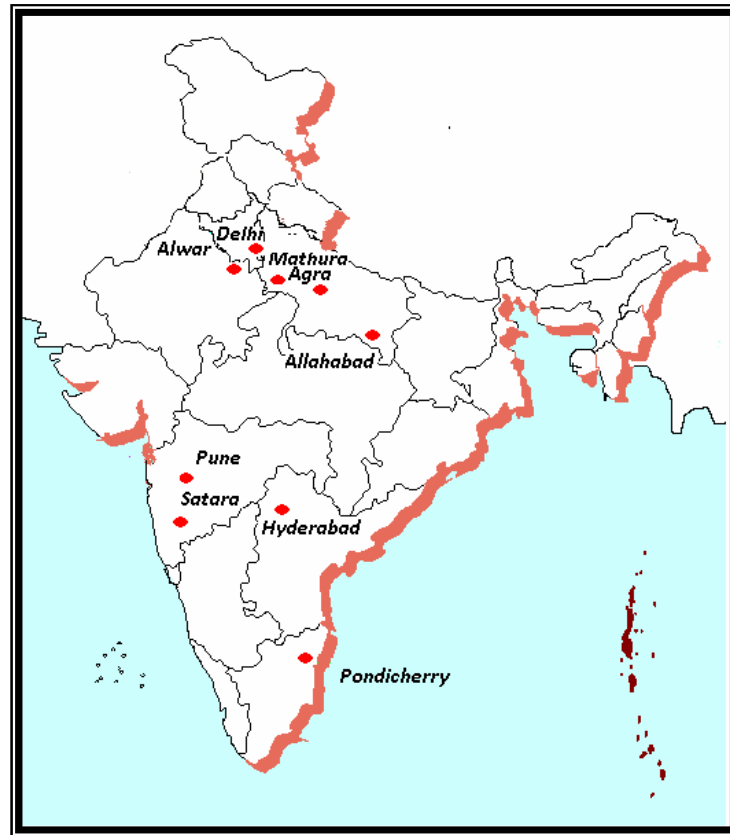 Delhi
Alwar
Mathura
Agra
Allahabad
Pune
Satara
Hyderabad
Pondicherry